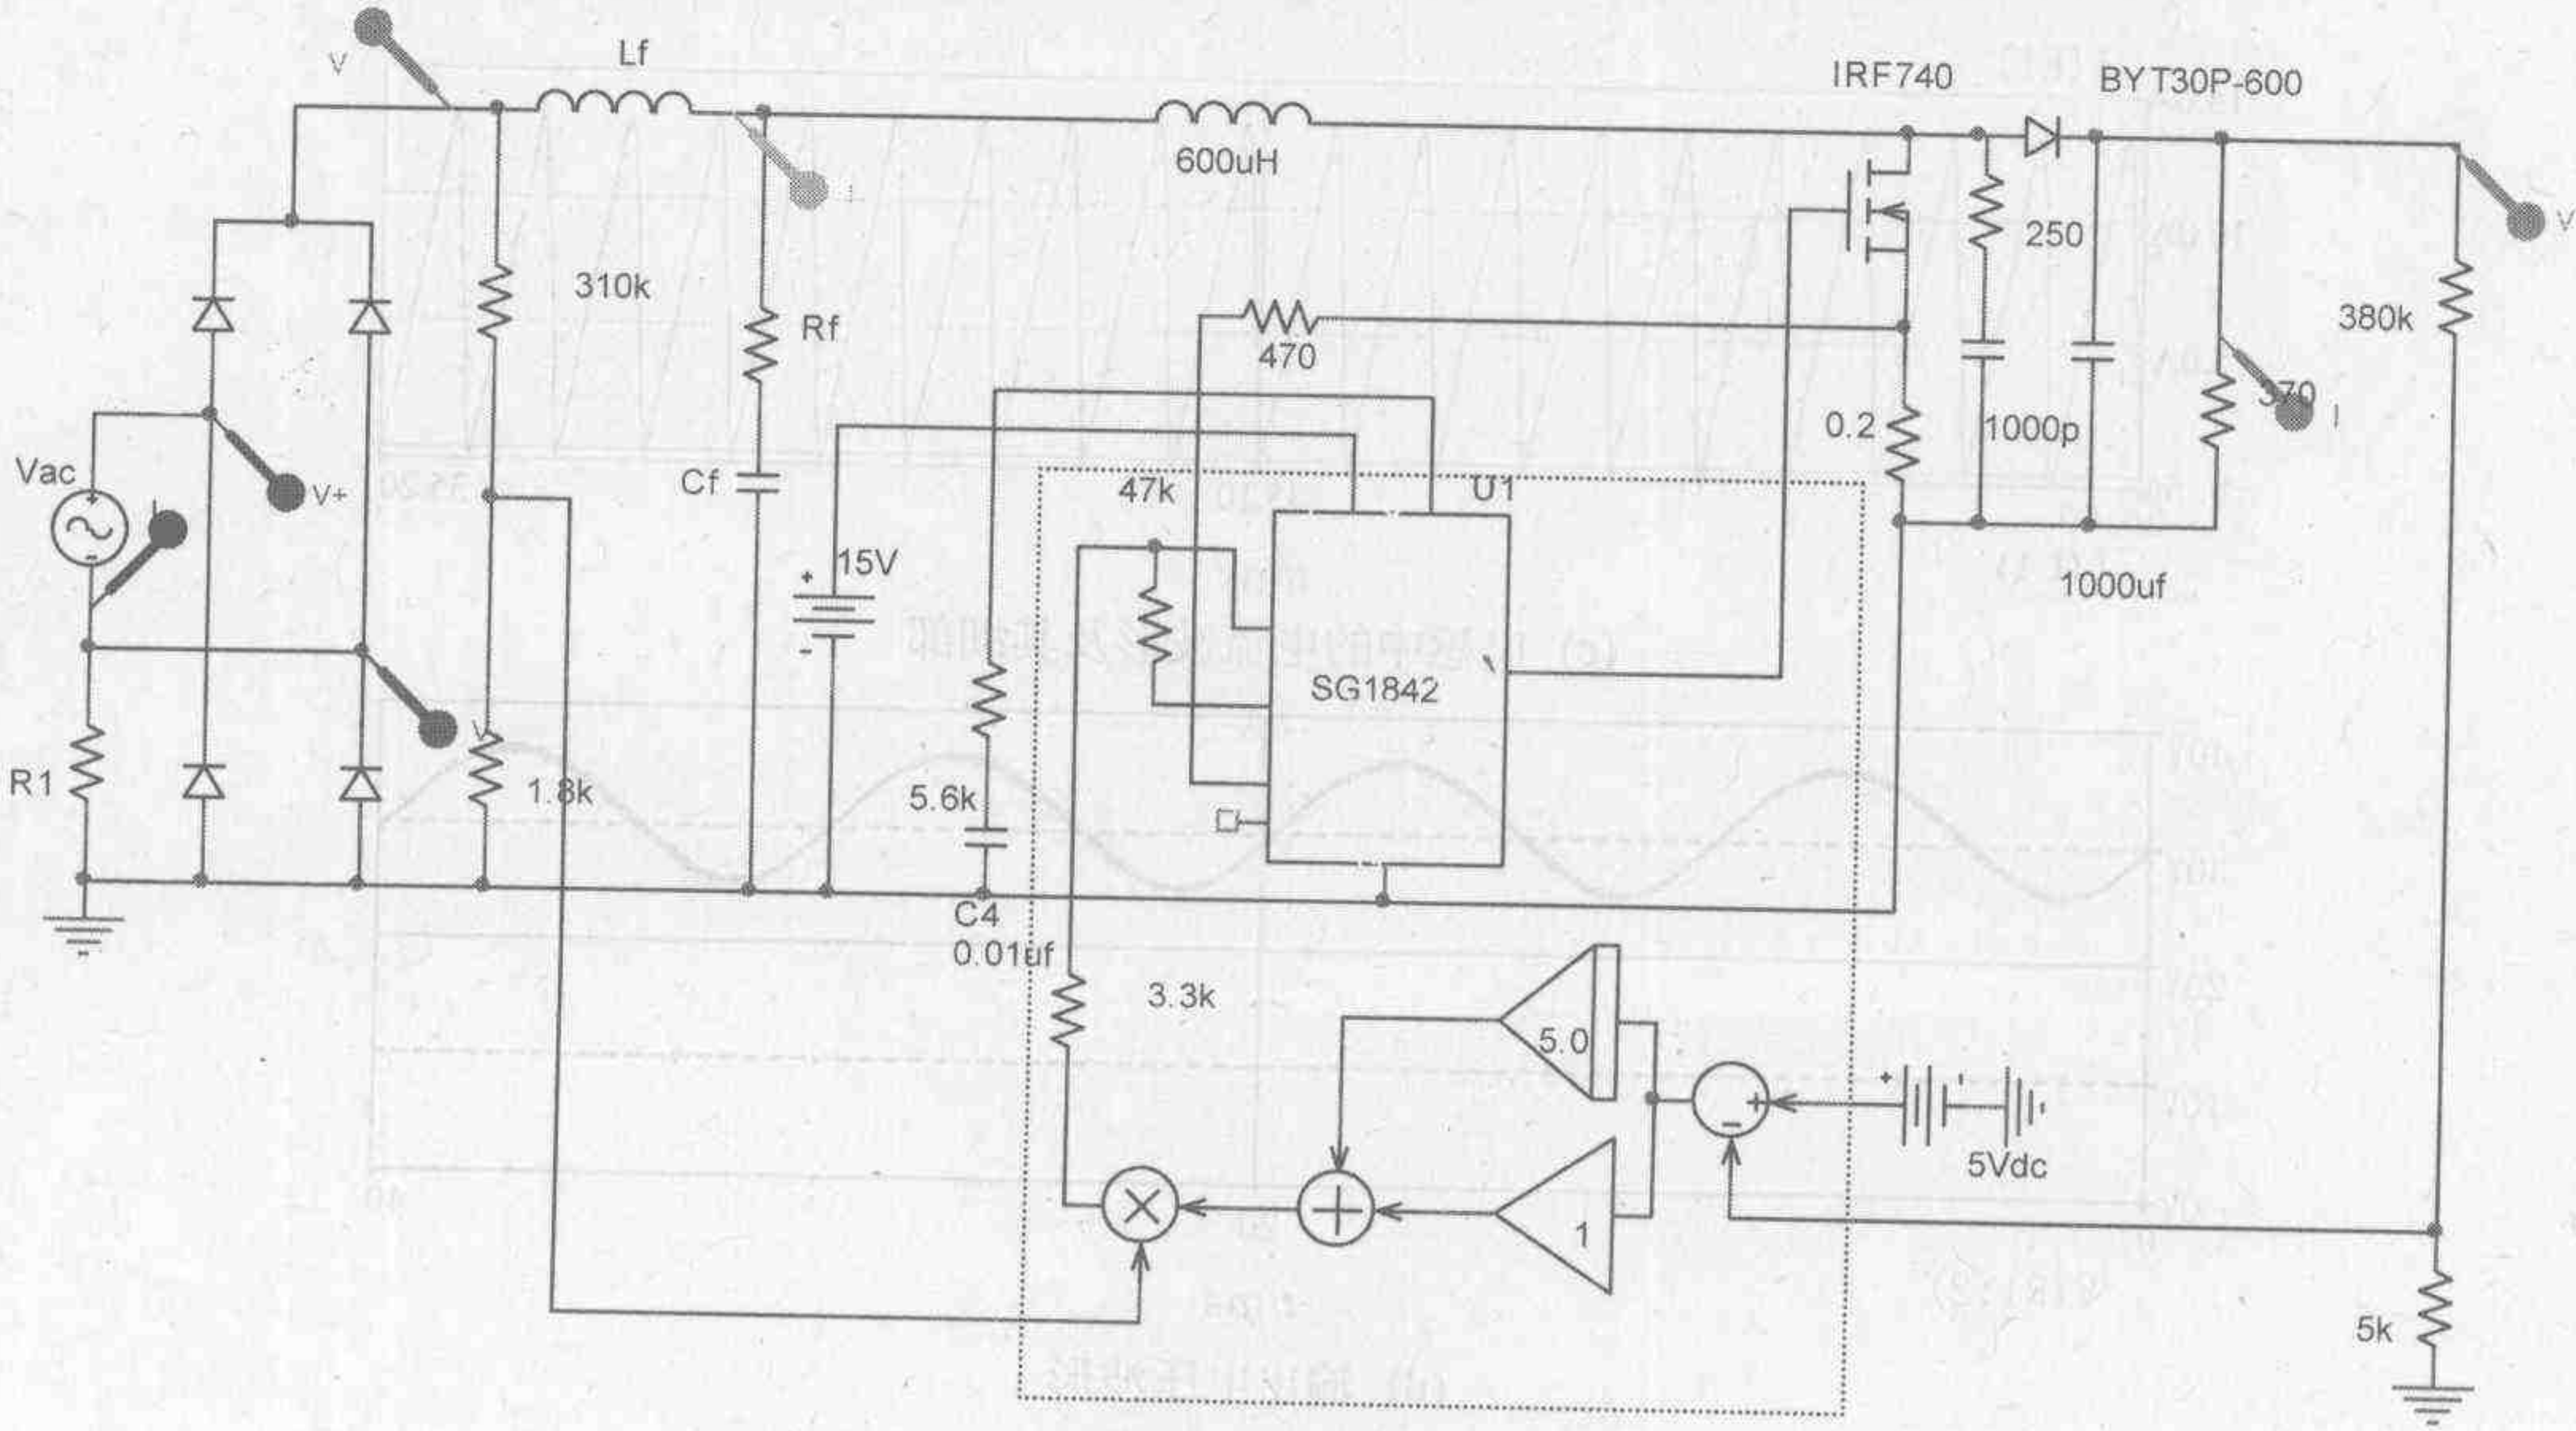 V
Lf
IRF740
BYT30P-600
600uH
310k
250
V
Rf
380k
470
370
I
0.2
1000p
Vac
V+
Cf
47k
U1
15V
1000uf
SG1842
R1
1.8k
5.6k
C4
0.01uf
3.3k
5.0
5Vdc
1
5k